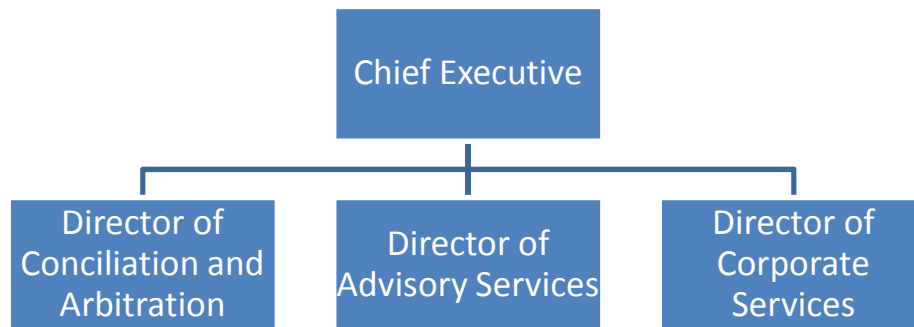 Chief Executive
Director of
Conciliation and
Arbitration
Director of
Advisory Services
Director of
Corporate
Services